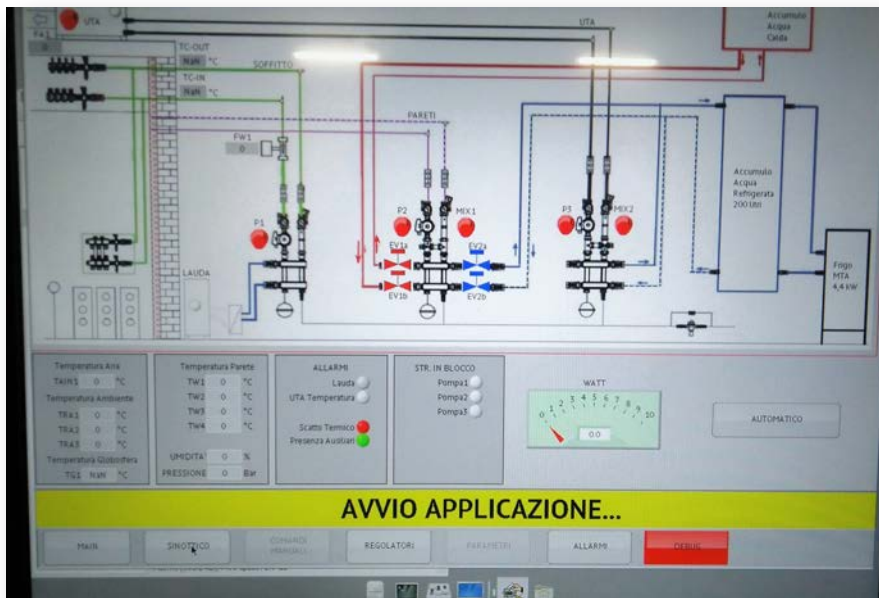 UTA
UTA
FA1
0
TC-OUT
NaN °C
SOFFITTO
TC-IN
NaN °C
Accumulo
Acqua
Calda
PARETI
FW1
0
Accumulo
Acqua
Refrigerata
200 litri
P1
P2
MIX1
P3
MIX2
EV1a
EV2a
LAUDA
EV1b
EV2b
Frigo
MTA
4,4 kW
Temperatura Aria
TAIN1 0 °C
Temperatura Ambiente
TRA1 0 °C
TRA2 0 °C
TRA3 0 °C
Temperatura Globosfera
TG1 NaN °C
Temperatura Parete
TW1 0 °C
TW2 0 °C
TW3 0 °C
TW4 0 °C
UMIDITA' 0 %
PRESSIONE 0 Bar
ALLARMI
Lauda
UTA Temperatura
Scatto Termico
Presenza Ausiliari
STR. IN BLOCCO
Pompa1
Pompa2
Pompa3
WATT
0 1 2 3 4 5 6 7 8 9 10
0.0
AUTOMATICO
AVVIO APPLICAZIONE...
MAIN
SINOTTICO
COMANDI
MANUALI
REGOLATORI
PARAMETRI
ALLARMI
DEBUG